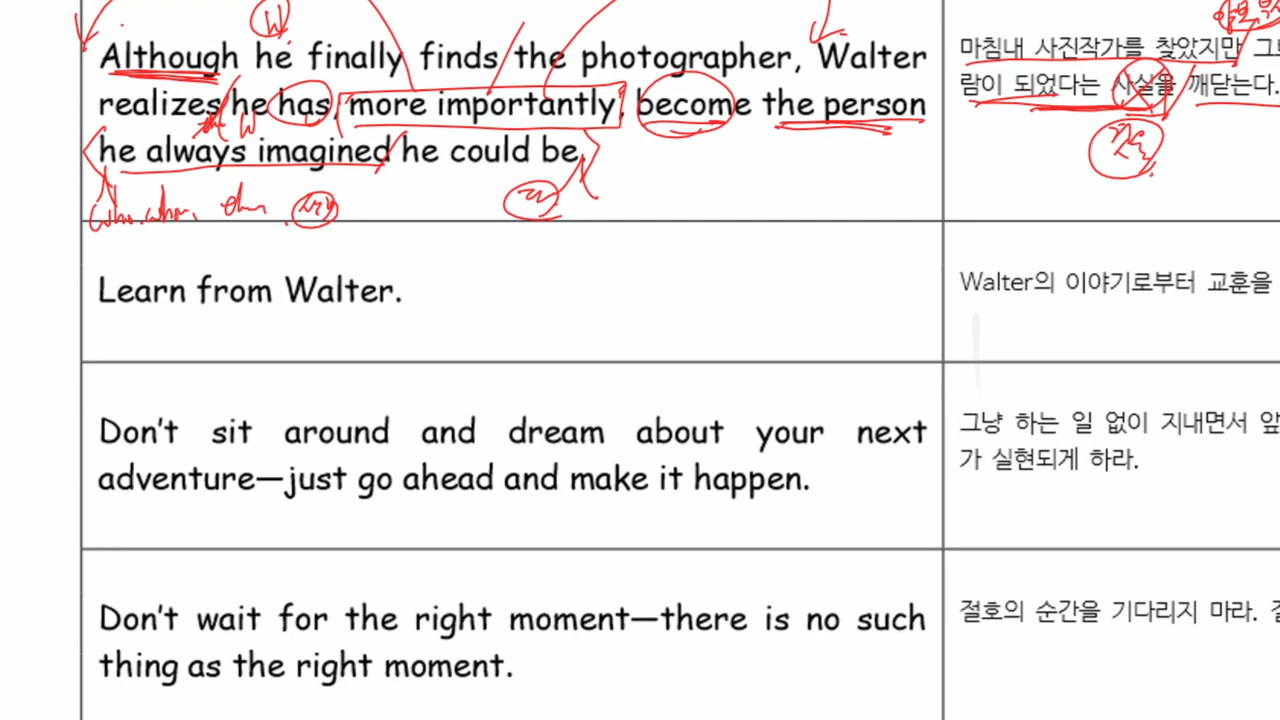 Although he finally finds the photographer, Walter
realizes he has, more importantly, become the person
he always imagined he could be.
마침내 사진작가를 찾았지만
람이 되었다는 사실을 깨닫는다.
Learn from Walter.
Walter의 이야기로부터 교훈을
Don't sit around and dream about your next
adventure—just go ahead and make it happen.
그냥 하는 일 없이 지내면서
가 실현되게 하라.
Don't wait for the right moment—there is no such
thing as the right moment.
절호의 순간을 기다리지 마라.